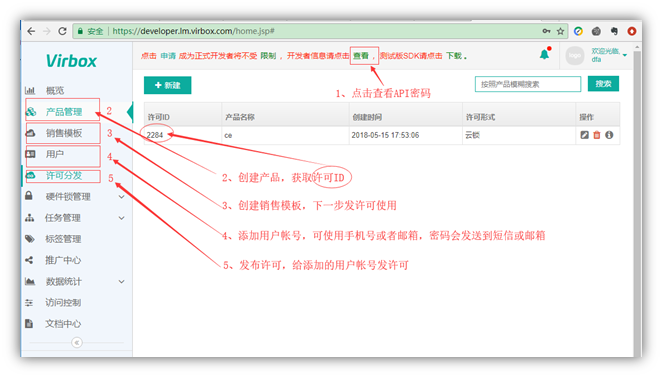 安全 | https://developer.lm.virbox.com/home.jsp#
Virbox
点击 申请 成为正式开发者将不受 限制 ，开发者信息请点击 查看 ，测试版SDK请点击 下载 。
欢迎光临,
dfa
新建
按照产品模糊搜索
搜索
1、点击查看API密码
概览
产品管理 2
销售模板 3
用户 4
许可分发 5
硬件锁管理
任务管理
标签管理
推广中心
数据统计
访问控制
文档中心
许可ID 产品名称 创建时间 许可形式 操作
2284 ce 2018-05-15 17:53:06 云锁
2、创建产品，获取许可ID
3、创建销售模板，下一步发许可使用
4、添加用户帐号，可使用手机号或者邮箱，密码会发送到短信或邮箱
5、发布许可，给添加的用户帐号发许可